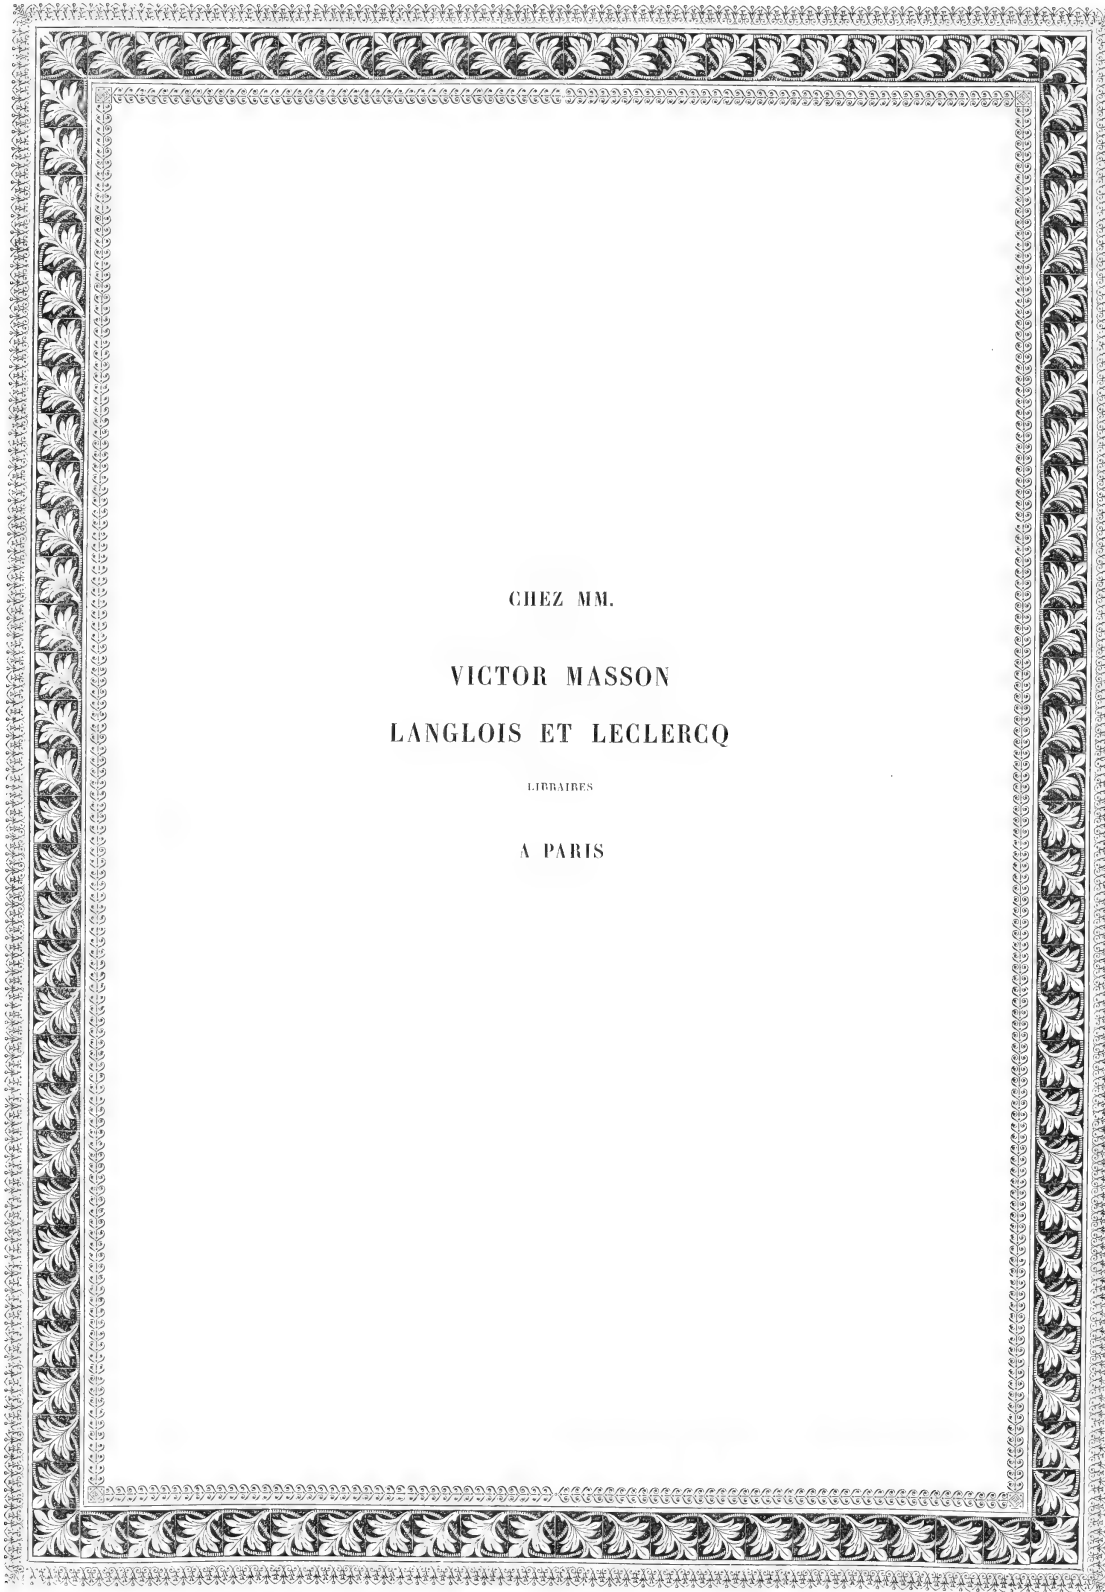 CHEZ MM.
VICTOR MASSON
LANGLOIS ET LECLERCQ
LIBRAIRES
A PARIS